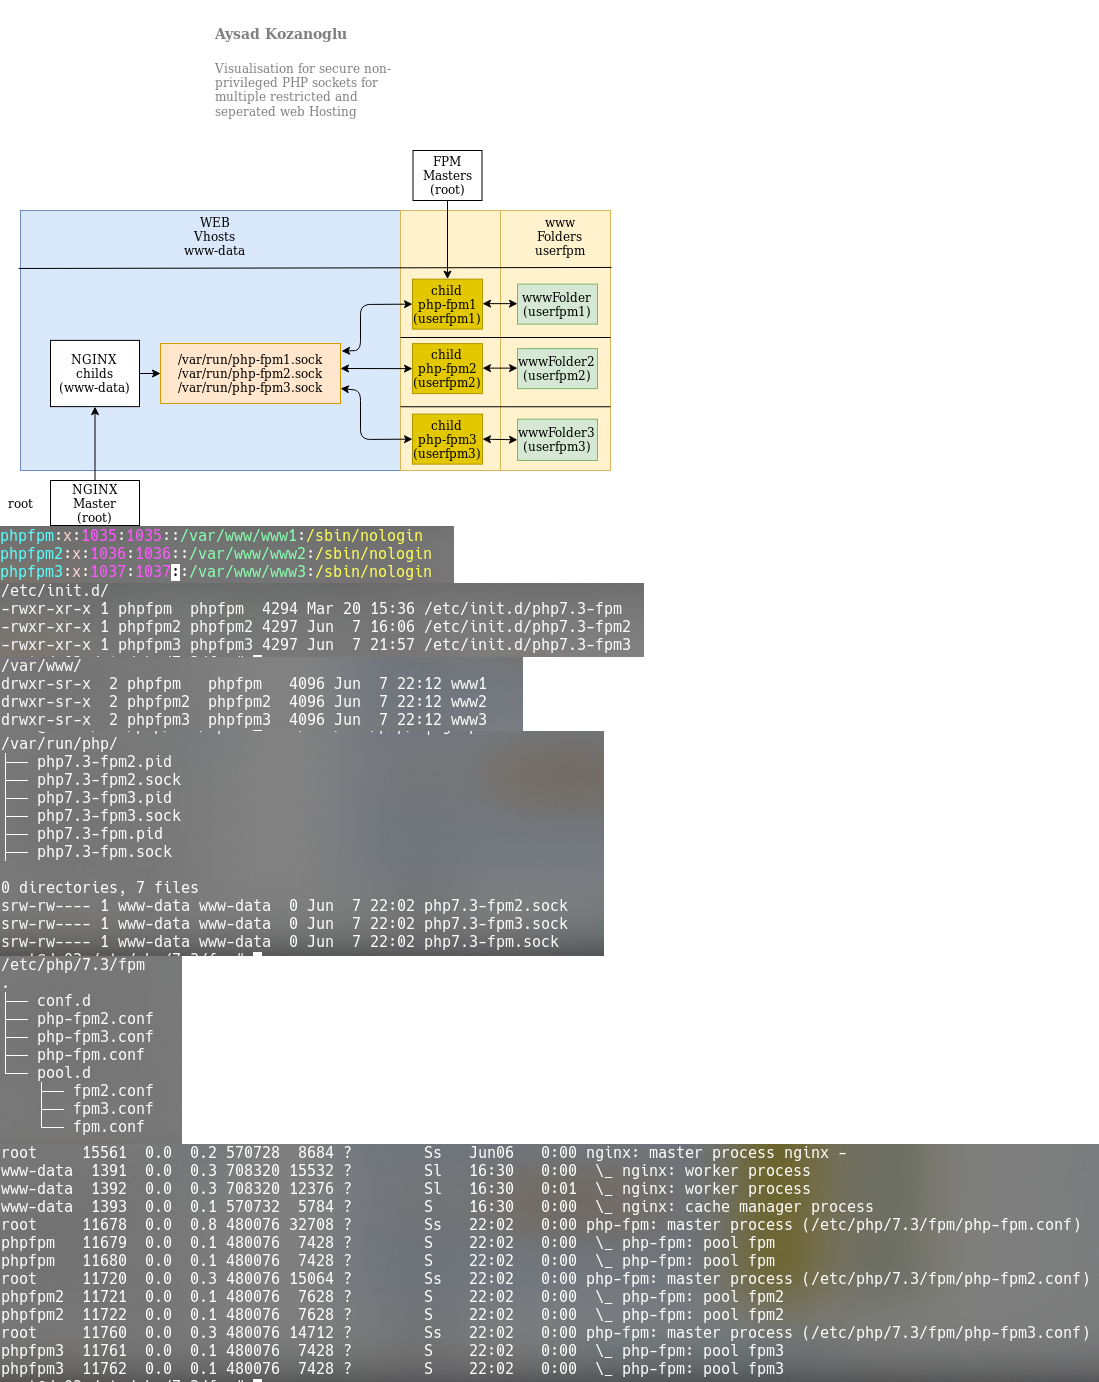 Aysad Kozanoglu
Visualisation for secure non-
privileged PHP sockets for
multiple restricted and
seperated web Hosting
FPM
Masters
(root)
WEB
Vhosts
www-data
www
Folders
userfpm
child
php-fpm1
(userfpm1)
wwwFolder
(userfpm1)
NGINX
childs
(www-data)
/var/run/php-fpm1.sock
/var/run/php-fpm2.sock
/var/run/php-fpm3.sock
child
php-fpm2
(userfpm2)
wwwFolder2
(userfpm2)
child
php-fpm3
(userfpm3)
wwwFolder3
(userfpm3)
root
NGINX
Master
(root)
phpfpm:x:1035:1035::/var/www/www1:/sbin/nologin
phpfpm2:x:1036:1036::/var/www/www2:/sbin/nologin
phpfpm3:x:1037:1037::/var/www/www3:/sbin/nologin
/etc/init.d/
-rwxr-xr-x 1 phpfpm  phpfpm  4294 Mar 20 15:36 /etc/init.d/php7.3-fpm
-rwxr-xr-x 1 phpfpm2 phpfpm2 4297 Jun  7 16:06 /etc/init.d/php7.3-fpm2
-rwxr-xr-x 1 phpfpm3 phpfpm3 4297 Jun  7 21:57 /etc/init.d/php7.3-fpm3
/var/www/
drwxr-sr-x  2 phpfpm   phpfpm   4096 Jun  7 22:12 www1
drwxr-sr-x  2 phpfpm2  phpfpm2  4096 Jun  7 22:12 www2
drwxr-sr-x  2 phpfpm3  phpfpm3  4096 Jun  7 22:12 www3
/var/run/php/
├── php7.3-fpm2.pid
├── php7.3-fpm2.sock
├── php7.3-fpm3.pid
├── php7.3-fpm3.sock
├── php7.3-fpm.pid
├── php7.3-fpm.sock
0 directories, 7 files
srw-rw---- 1 www-data www-data  0 Jun  7 22:02 php7.3-fpm2.sock
srw-rw---- 1 www-data www-data  0 Jun  7 22:02 php7.3-fpm3.sock
srw-rw---- 1 www-data www-data  0 Jun  7 22:02 php7.3-fpm.sock
/etc/php/7.3/fpm
.
├── conf.d
├── php-fpm2.conf
├── php-fpm3.conf
├── php-fpm.conf
└── pool.d
    ├── fpm2.conf
    ├── fpm3.conf
    └── fpm.conf
root     15561  0.0  0.2 570728  8684 ?        Ss   Jun06   0:00 nginx: master process nginx -
www-data  1391  0.0  0.3 708320 15532 ?        Sl   16:30   0:00  \_ nginx: worker process
www-data  1392  0.0  0.3 708320 12376 ?        Sl   16:30   0:01  \_ nginx: worker process
www-data  1393  0.0  0.1 570732  5784 ?        S    16:30   0:00  \_ nginx: cache manager process
root     11678  0.0  0.8 480076 32708 ?        Ss   22:02   0:00 php-fpm: master process (/etc/php/7.3/fpm/php-fpm.conf)
phpfpm   11679  0.0  0.1 480076  7428 ?        S    22:02   0:00  \_ php-fpm: pool fpm
phpfpm   11680  0.0  0.1 480076  7428 ?        S    22:02   0:00  \_ php-fpm: pool fpm
root     11720  0.0  0.3 480076 15064 ?        Ss   22:02   0:00 php-fpm: master process (/etc/php/7.3/fpm/php-fpm2.conf)
phpfpm2  11721  0.0  0.1 480076  7628 ?        S    22:02   0:00  \_ php-fpm: pool fpm2
phpfpm2  11722  0.0  0.1 480076  7628 ?        S    22:02   0:00  \_ php-fpm: pool fpm2
root     11760  0.0  0.3 480076 14712 ?        Ss   22:02   0:00 php-fpm: master process (/etc/php/7.3/fpm/php-fpm3.conf)
phpfpm3  11761  0.0  0.1 480076  7428 ?        S    22:02   0:00  \_ php-fpm: pool fpm3
phpfpm3  11762  0.0  0.1 480076  7428 ?        S    22:02   0:00  \_ php-fpm: pool fpm3